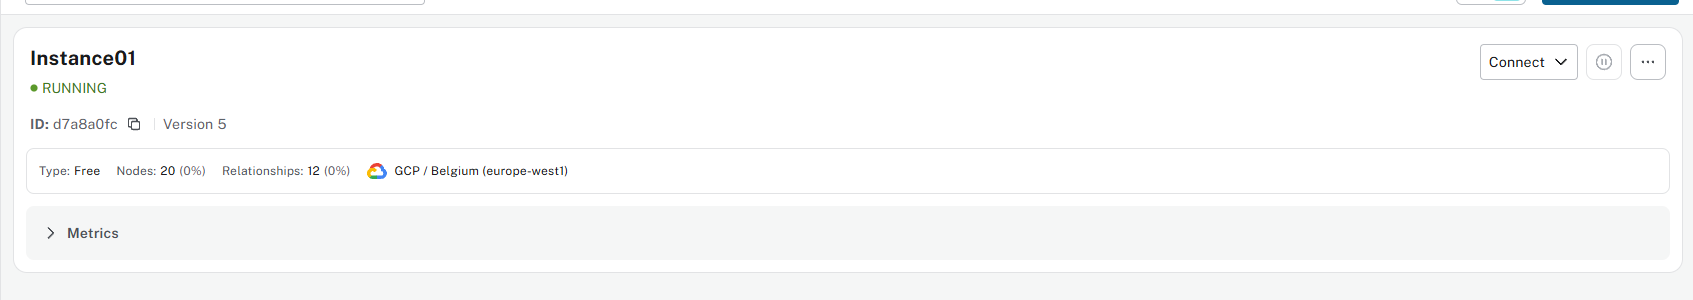 Instance01
RUNNING
ID: d7a8a0fc Version 5
Type: Free Nodes: 20 (0%) Relationships: 12 (0%) GCP / Belgium (europe-west1)
Metrics
Connect